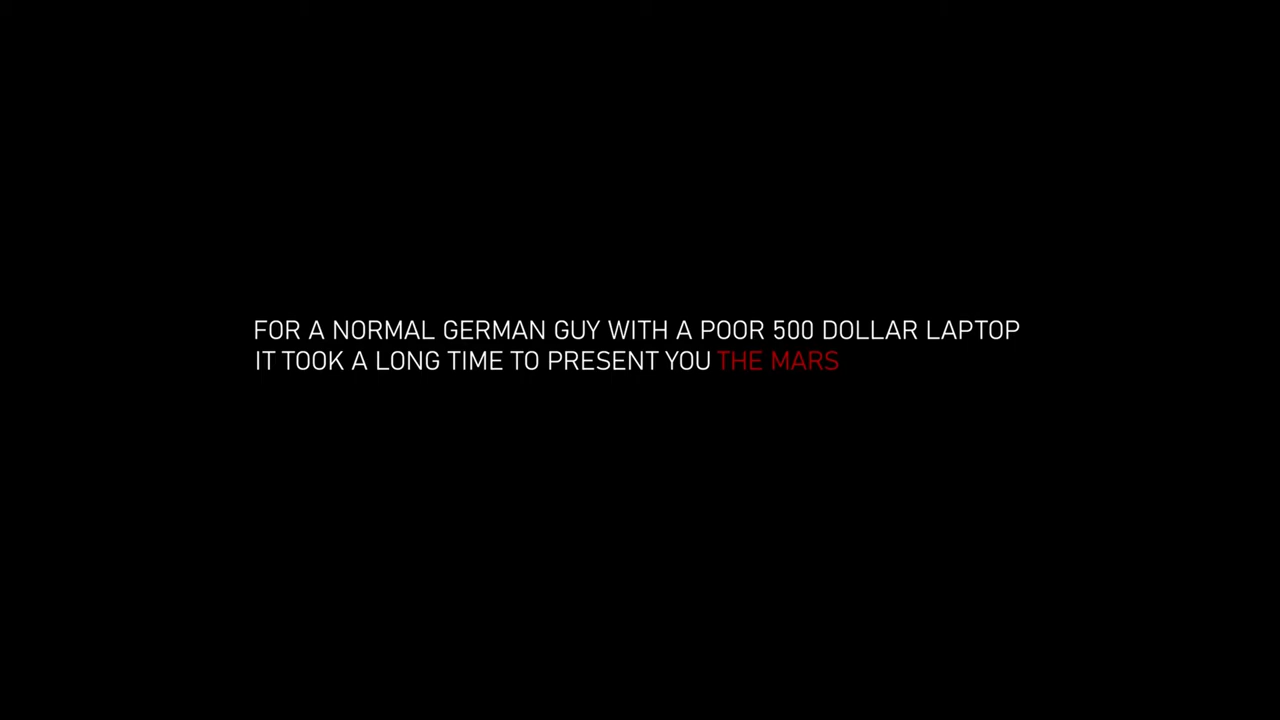 FOR A NORMAL GERMAN GUY WITH A POOR 500 DOLLAR LAPTOP
IT TOOK A LONG TIME TO PRESENT YOU THE MARS